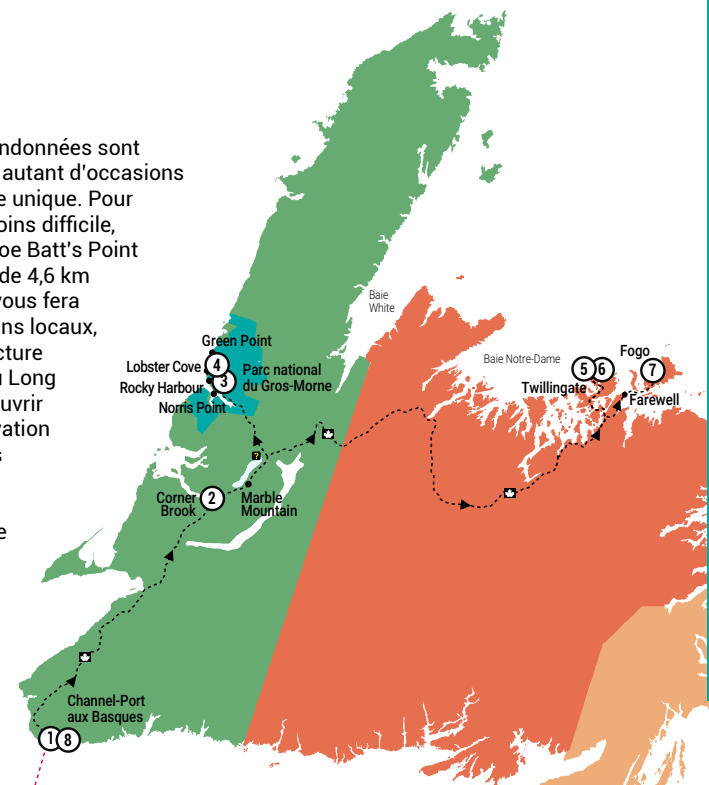 ndonnées sont
autant d'occasions
e unique. Pour
oins difficile,
oe Batt's Point
de 4,6 km
vous fera
ns locaux,
cture
u Long
uvrir
vation
s
e
Baie
White
Green Point
Lobster Cove
4
3
Parc national
du Gros-Morne
Rocky Harbour
Norris Point
Baie Notre-Dame
Fogo
5
6
7
Twillingate
Farewell
?
Corner
Brook
2
Marble
Mountain
Channel-Port
aux Basques
1
8